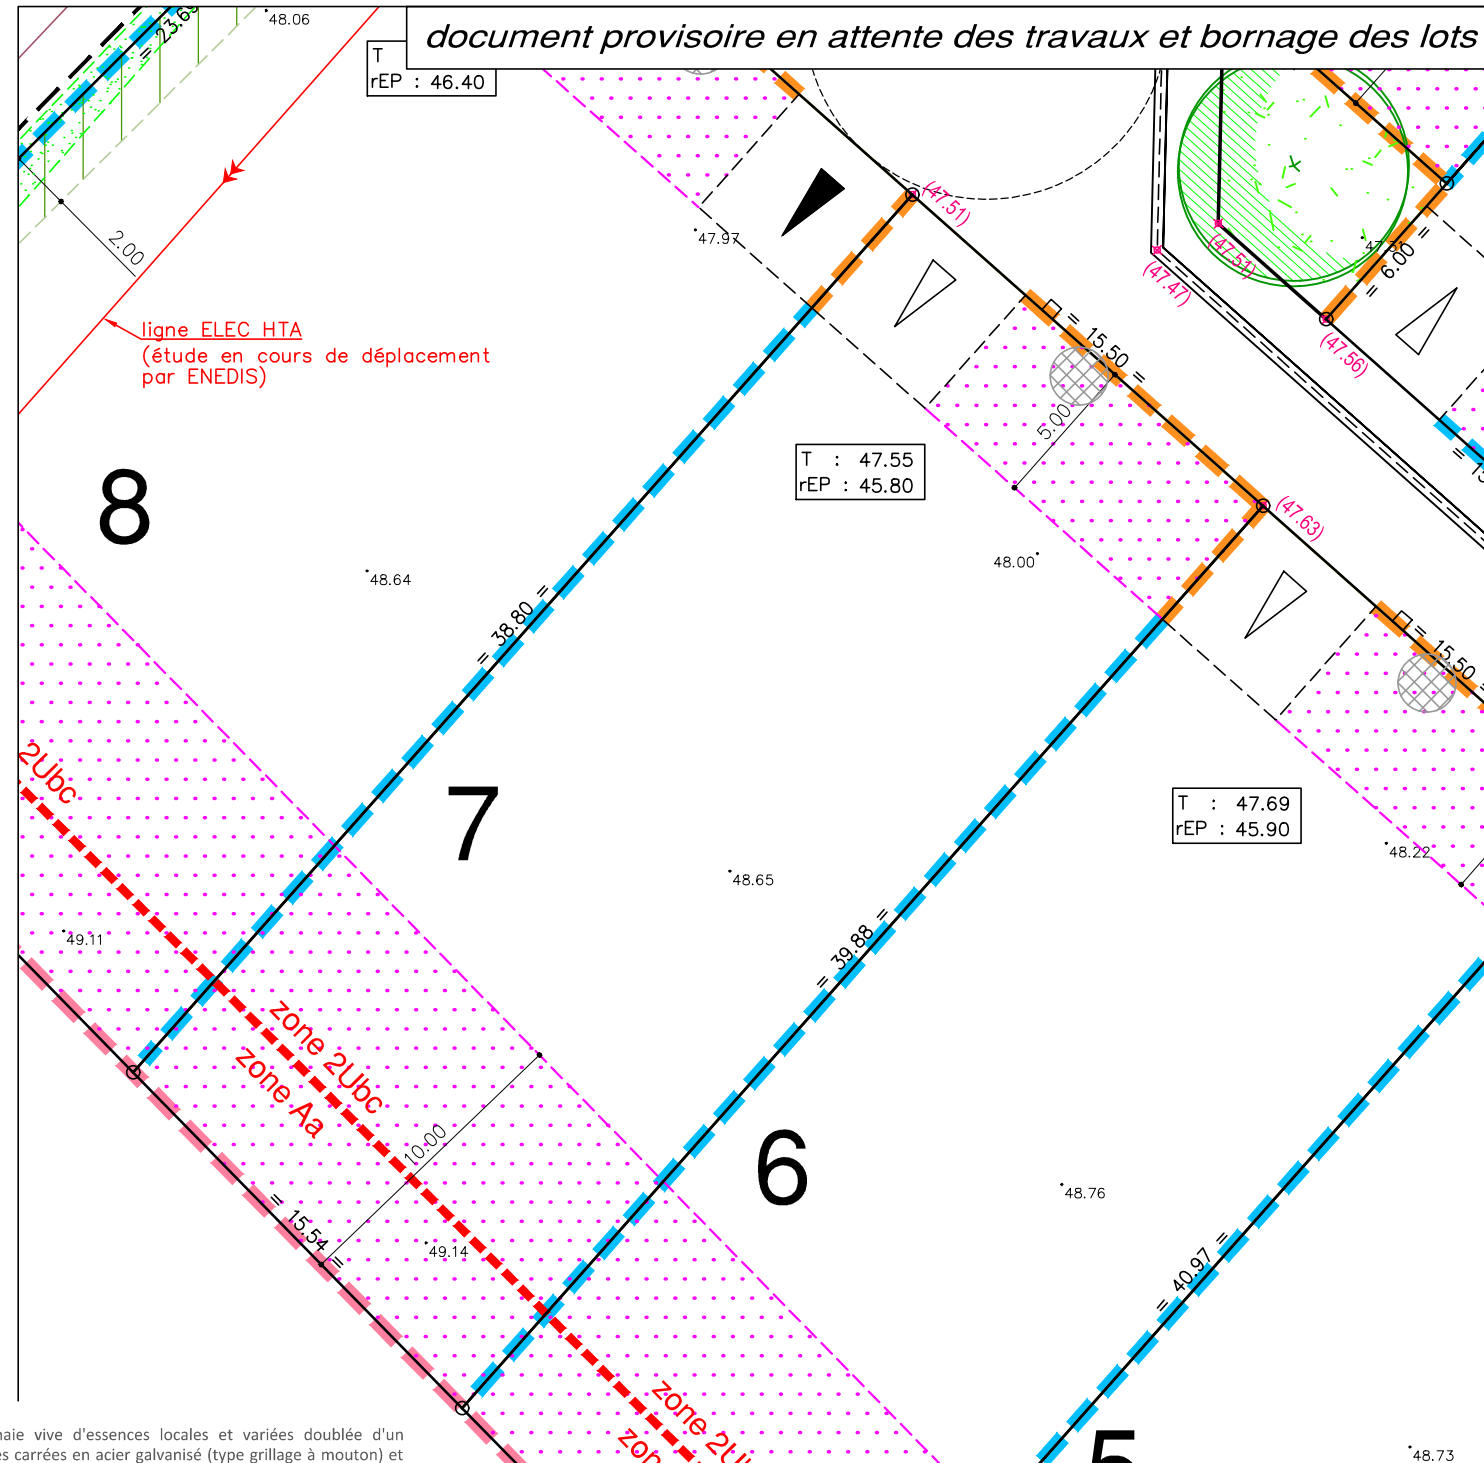 document provisoire en attente des travaux et bornage des lots
48.06
T
rEP : 46.40
2.00
ligne ELEC HTA
(étude en cours de déplacement
par ENEDIS)
47.97
(47.51)
(47.47)
(47.51)
= 6.00 =
(47.56)
= 15.50 =
5.00
T : 47.55
rEP : 45.80
(47.63)
48.00
8
48.64
= 38.80 =
= 15.50 =
2Ubc
7
T : 47.69
rEP : 45.90
48.22
48.65
49.11
= 39.88 =
zone 2Ubc
zone Aa
10.00
6
48.76
= 15.54 =
49.14
= 40.97 =
5
48.73
vive d'essences locales et variées doublée d'un
carrées en acier galvanisé (type grillage à mouton) et